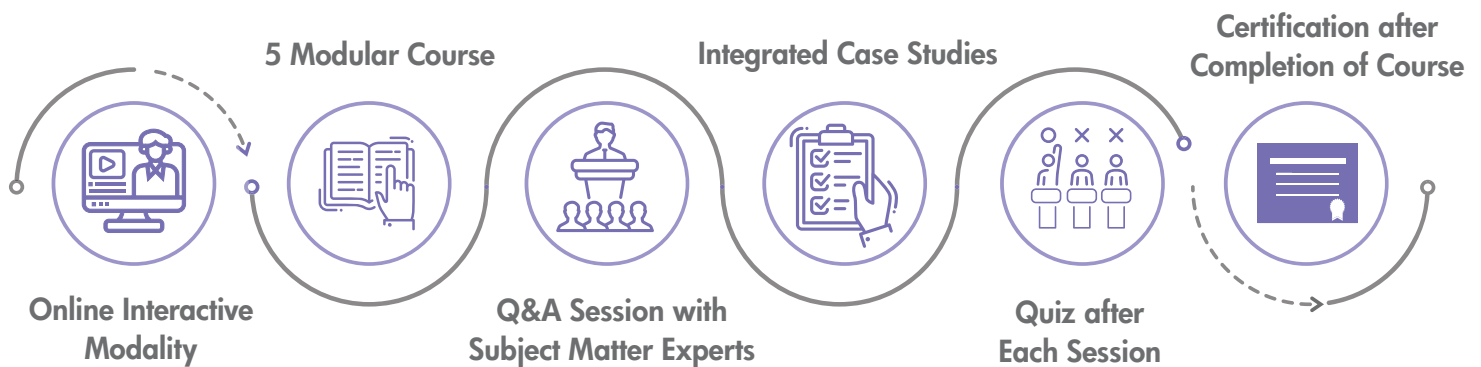 Online Interactive
Modality
5 Modular Course
Q&A Session with
Subject Matter Experts
Integrated Case Studies
Quiz after
Each Session
Certification after
Completion of Course